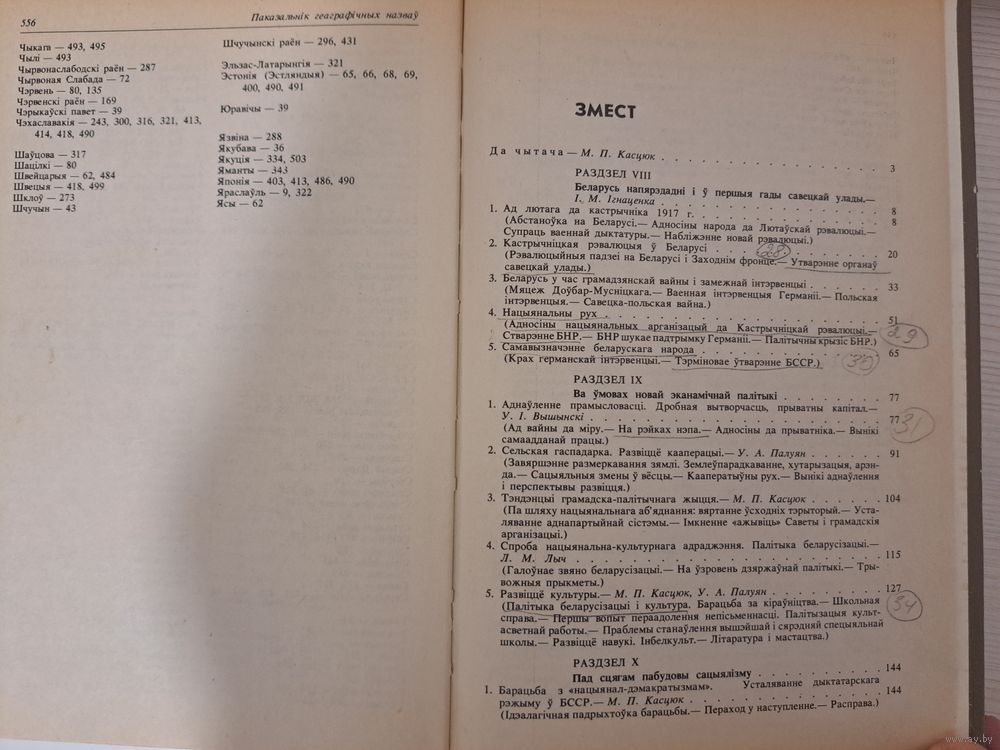 556
Паказальнік геаграфічных назваў
Чыкага — 493, 495
Чылі — 493
Чырвонаслабодскі раён — 287
Чырвоная Слабада — 72
Чэрвень — 80, 135
Чэрвенскі раён — 169
Чэрыкаўскі павет — 39
Чэхаславакія — 243, 300, 316, 321, 413,
414, 418, 490
Шаўцова — 317
Шацілкі — 80
Швейцарыя — 62, 484
Швецыя — 418, 499
Шклоў — 273
Шчучын — 43
Шчучынскі раён — 296, 431
Эльзас-Латарынгія — 321
Эстонія (Эстляндыя) — 65, 66, 68, 69,
400, 490, 491
Юравічы — 39
Язвіна — 288
Якубава — 36
Якуція — 334, 503
Яманты — 343
Японія — 403, 413, 486, 490
Яраслаўль — 9, 322
Ясы — 62
ЗМЕСТ
Да чытача — М. П. Касцюк . . . . . . . . . . . . 3
РАЗДЗЕЛ VIII
Беларусь напярэдадні і ў першыя гады савецкай улады.—
І. М. Ігнаценка . . . . . . . . . . . . 8
1. Ад лютага да кастрычніка 1917 г. . . . . . . . . . . 8
(Абстаноўка на Беларусі.— Адносіны народа да Лютаўскай рэвалюцыі.—
Супраць ваеннай дыктатуры.— Набліжэнне новай рэвалюцыі.)
2. Кастрычніцкая рэвалюцыя ў Беларусі . . . . . . . . 20
28
(Рэвалюцыйныя падзеі на Беларусі і Заходнім фронце.— Утварэнне органаў
савецкай улады.)
3. Беларусь у час грамадзянскай вайны і замежнай інтэрвенцыі . . . . . 33
(Мяцеж Доўбар-Мусніцкага.— Ваенная інтэрвенцыя Германіі.— Польская
інтэрвенцыя.— Савецка-польская вайна.)
4. Нацыянальны рух . . . . . . . . . . . . 51
(Адносіны нацыянальных арганізацый да Кастрычніцкай рэвалюцыі.—
Стварэнне БНР.— БНР шукае падтрымку Германіі.— Палітычны крызіс БНР.)
29
5. Самавызначэнне беларускага народа . . . . . . . . . . 65
(Крах германскай інтэрвенцыі.— Тэрміновае ўтварэнне БССР.)
30
РАЗДЗЕЛ IX
Ва ўмовах новай эканамічнай палітыкі . . . . . . . . 77
1. Аднаўленне прамысловасці. Дробная вытворчасць, прыватны капітал.—
У. І. Вышынскі . . . . . . . . . . . . 77
31
(Ад вайны да міру.— На рэйках нэпа.— Адносіны да прыватніка.— Вынікі
самаадданай працы.)
2. Сельская гаспадарка. Развіццё кааперацыі.— У. А. Палуян . . . . . . 91
(Завяршэнне размеркавання зямлі. Землеўпарадкаванне, хутарызацыя, арэн-
да.— Сацыяльныя змены ў вёсцы.— Кааператыўны рух.— Вынікі аднаўлення
і перспектывы развіцця.)
3. Тэндэнцыі грамадска-палітычнага жыцця.— М. П. Касцюк . . . . . . 104
(Па шляху нацыянальнага аб'яднання: вяртанне ўсходніх тэрыторый.— Уста-
ляванне аднапартыйнай сістэмы.— Імкненне «ажывіць» Саветы і грамадскія
арганізацыі.)
4. Спроба нацыянальна-культурнага адраджэння. Палітыка беларусізацыі.—
Л. М. Лыч . . . . . . . . . . . . 115
(Галоўнае звяно беларусізацыі.— На ўзровень дзяржаўнай палітыкі.— Тры-
вожныя прыкметы.)
5. Развіццё культуры.— М. П. Касцюк, У. А. Палуян . . . . . . . 127
(Палітыка беларусізацыі і культура. Барацьба за кіраўніцтва.— Школьная
34
справа.— Першы вопыт пераадолення непісьменнасці. Палітызацыя культ-
асветнай работы.— Праблемы станаўлення вышэйшай і сярэдняй спецыяльнай
школы.— Развіццё навукі. Інбелкульт.— Літаратура і мастацтва.)
РАЗДЗЕЛ X
Пад сцягам пабудовы сацыялізму . . . . . . . . . 144
1. Барацьба з «нацыянал-дэмакратызмам». Усталяванне дыктатарскага
рэжыму ў БССР.— М. П. Касцюк . . . . . . . . . . 144
(Ідэалагічная падрыхтоўка барацьбы.— Пераход у наступленне.— Расправа.)
www.ay.by